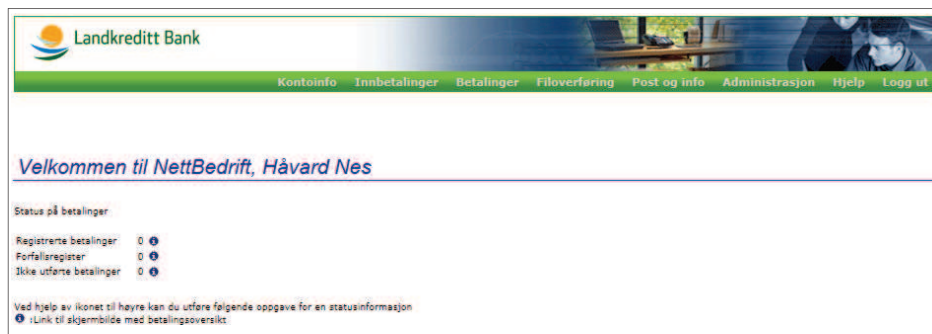 Landkreditt Bank
Kontoinfo Innbetalinger Betalinger Filoverføring Post og info Administrasjon Hjelp Logg ut
Velkommen til NettBedrift, Håvard Nes
Status på betalinger
Registrerte betalinger 0
Forfallsregister 0
Ikke utførte betalinger 0
Ved hjelp av ikonet til høyre kan du utføre følgende oppgave for en statusinformasjon
:Link til skjermbilde med betalingsoversikt